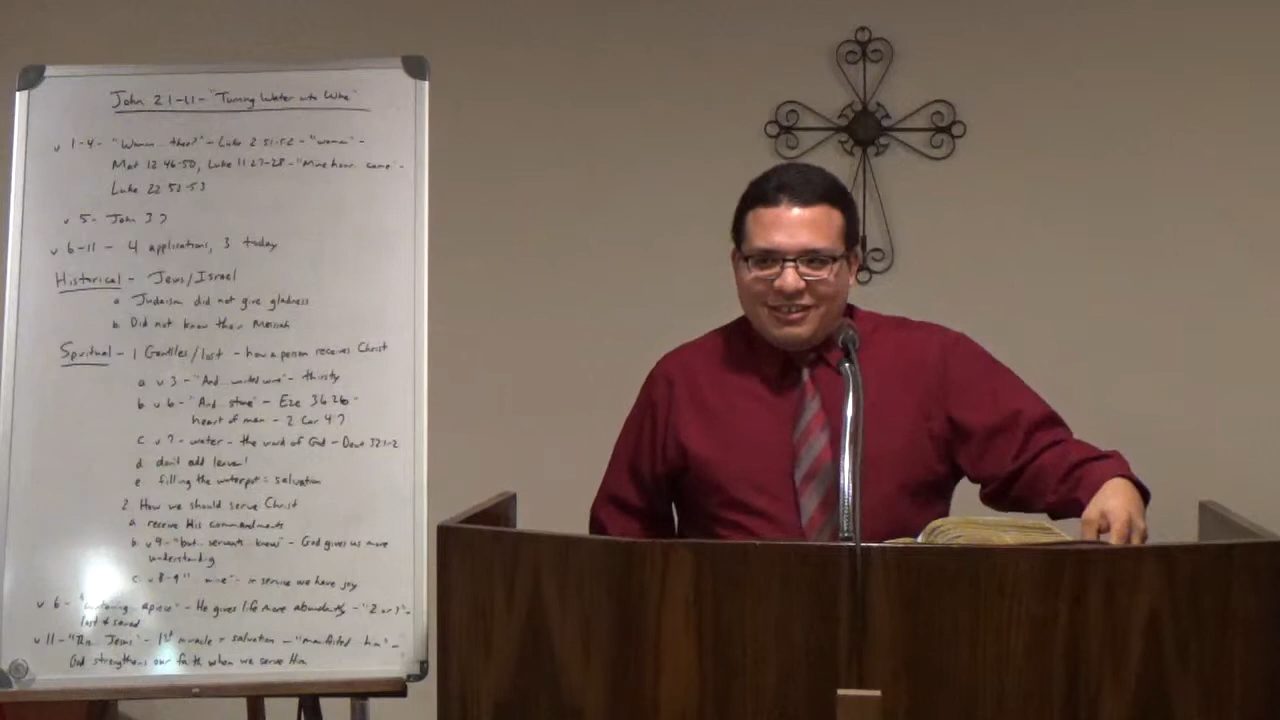 John 2 1-11 - "Turning Water into Wine"
v 1-4- "Woman... thee?" - Luke 2 51-52 - "woman" -
Mat 12 46-50, Luke 11 27-28 - "Mine hour... come" -
Luke 22 52-53
v 5- John 3 7
v 6-11 - 4 applications, 3 today
Historical - Jews/Israel
a Judaism did not give gladness
b Did not know their Messiah
Spiritual - 1 Gentiles/lost - how a person receives Christ
a v 3 - "And... wanted wine" - thirsty
b v 6 - "And... stone" - Eze 36 26 -
heart of man - 2 Cor 4 7
c v 7 - water - the word of God - Deut 32 1-2
d don't add leaven!
e filling the waterpot = salvation
2. How we should serve Christ
a receive His commandments
b v 9- "but... servants... knew" - God gives us more
understanding
c v 8-9 " wine" - in service we have joy
v 6 - "containing... apiece" - He gives life more abundantly - "2 or 3" -
lost & saved
v 11 - "This... Jesus" - 1st miracle = salvation - "manifested... him" -
God strengthens our faith when we serve Him